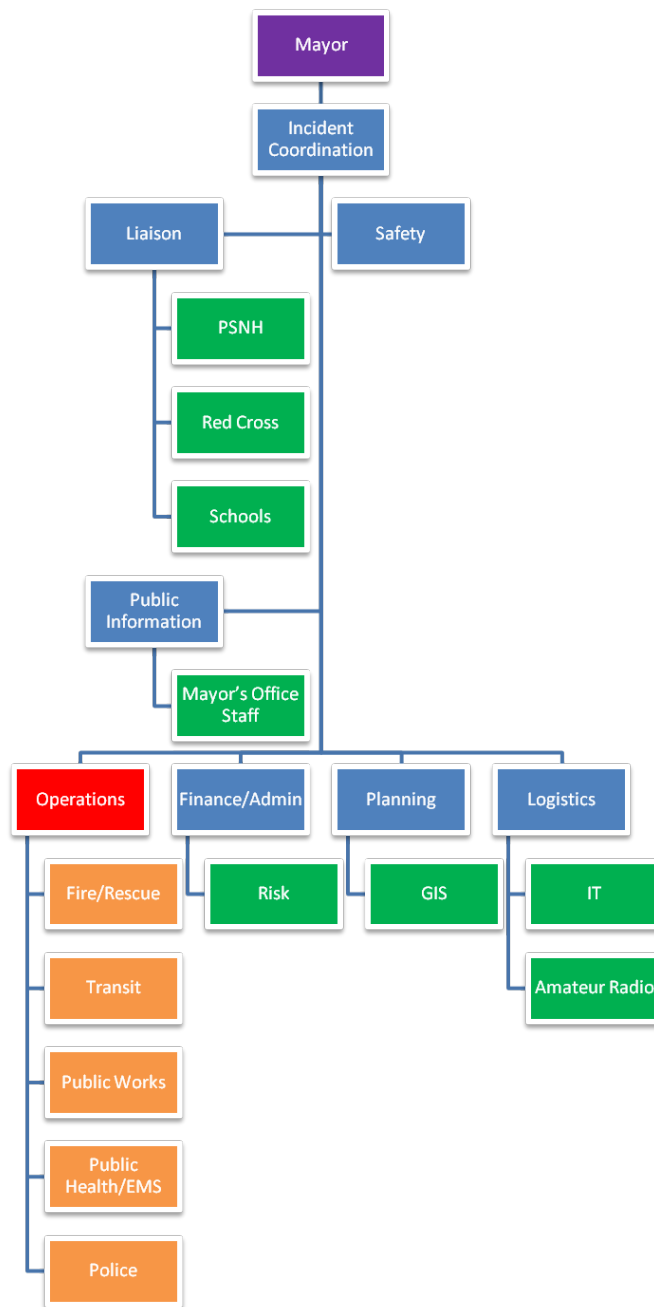 Mayor
Incident
Coordination
Liaison
Safety
PSNH
Red Cross
Schools
Public
Information
Mayor’s Office
Staff
Operations
Finance/Admin
Planning
Logistics
Fire/Rescue
Risk
GIS
IT
Transit
Amateur Radio
Public Works
Public
Health/EMS
Police